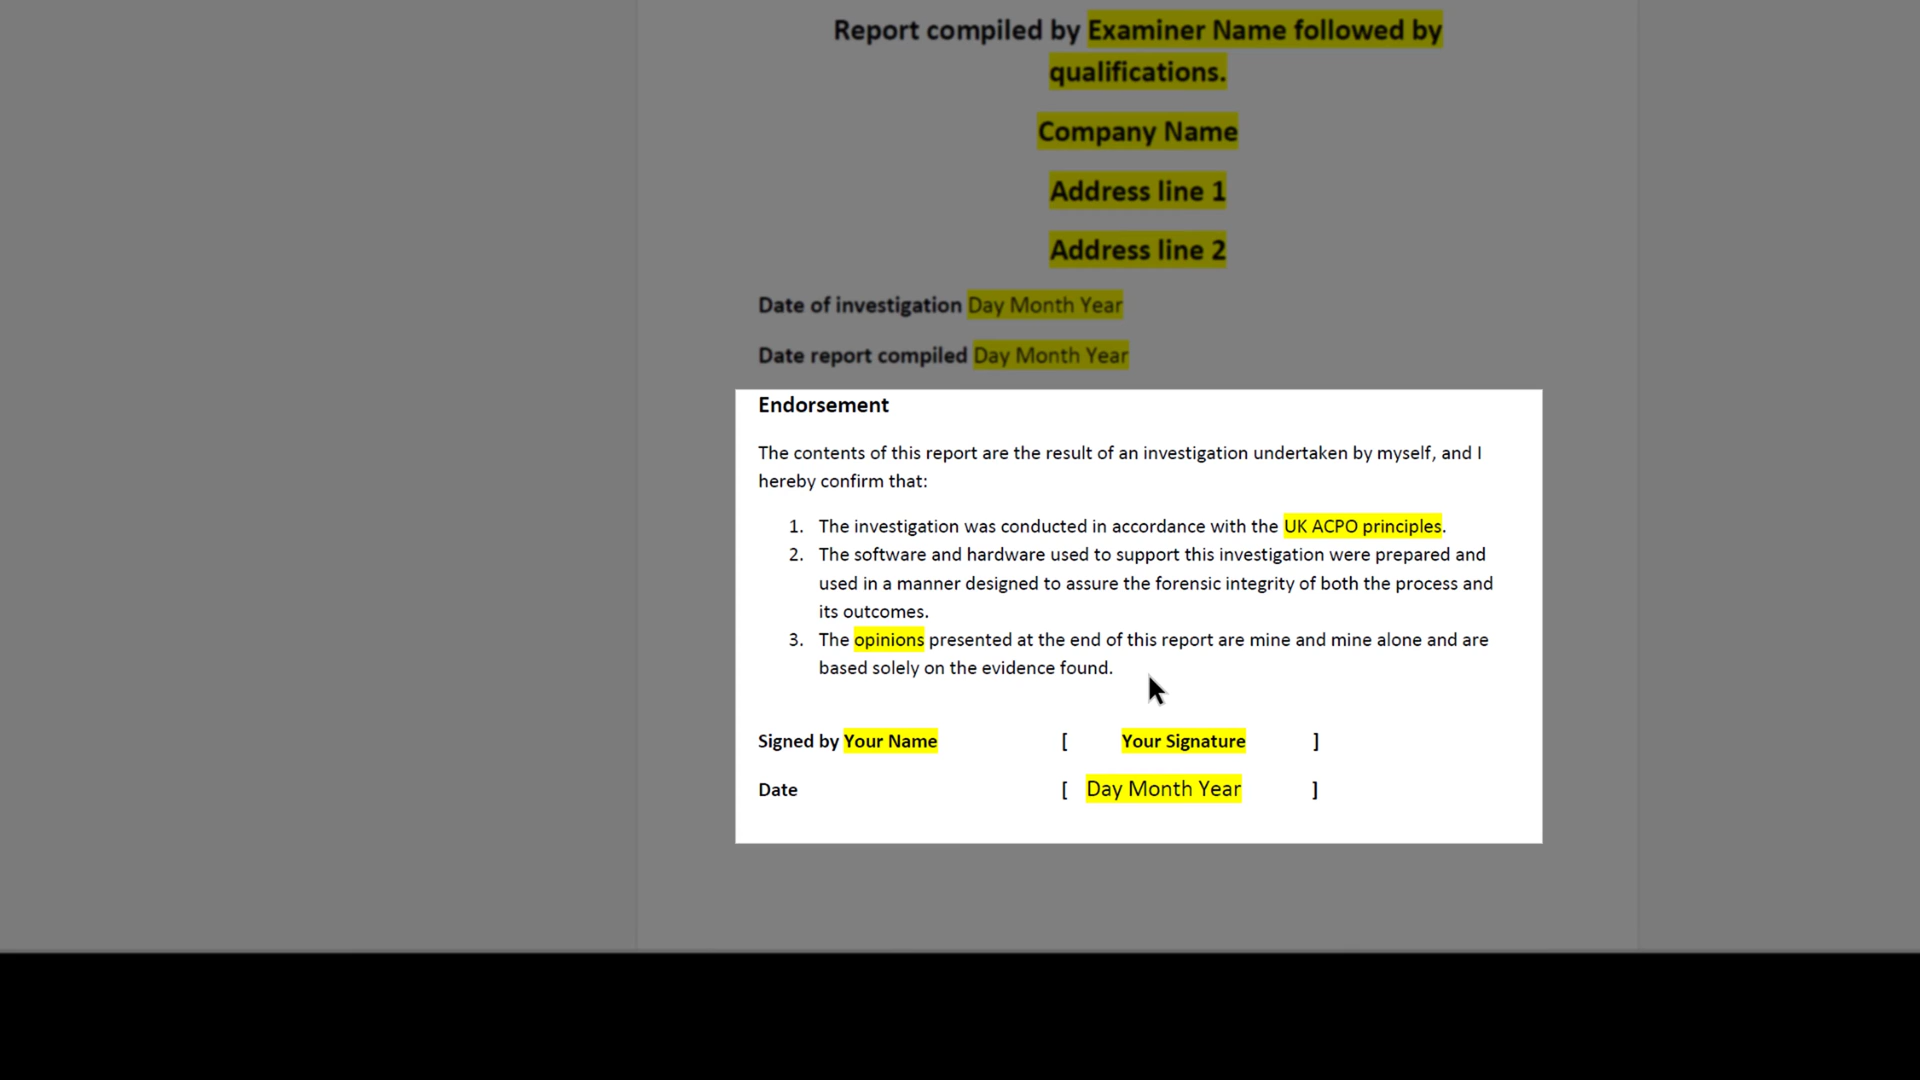 Report compiled by Examiner Name followed by
qualifications.
Company Name
Address line 1
Address line 2
Date of investigation Day Month Year
Date report compiled Day Month Year
Endorsement
The contents of this report are the result of an investigation undertaken by myself, and I
hereby confirm that:
1. The investigation was conducted in accordance with the UK ACPO principles.
2. The software and hardware used to support this investigation were prepared and
used in a manner designed to assure the forensic integrity of both the process and
its outcomes.
3. The opinions presented at the end of this report are mine and mine alone and are
based solely on the evidence found.
Signed by Your Name [ Your Signature ]
Date [ Day Month Year ]